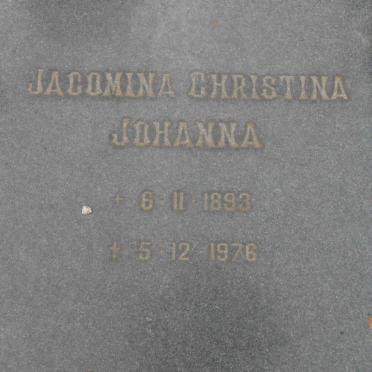 JACOMINA CHRISTINA
JOHANNA
+ 6 11 1893
† 5 12 1976